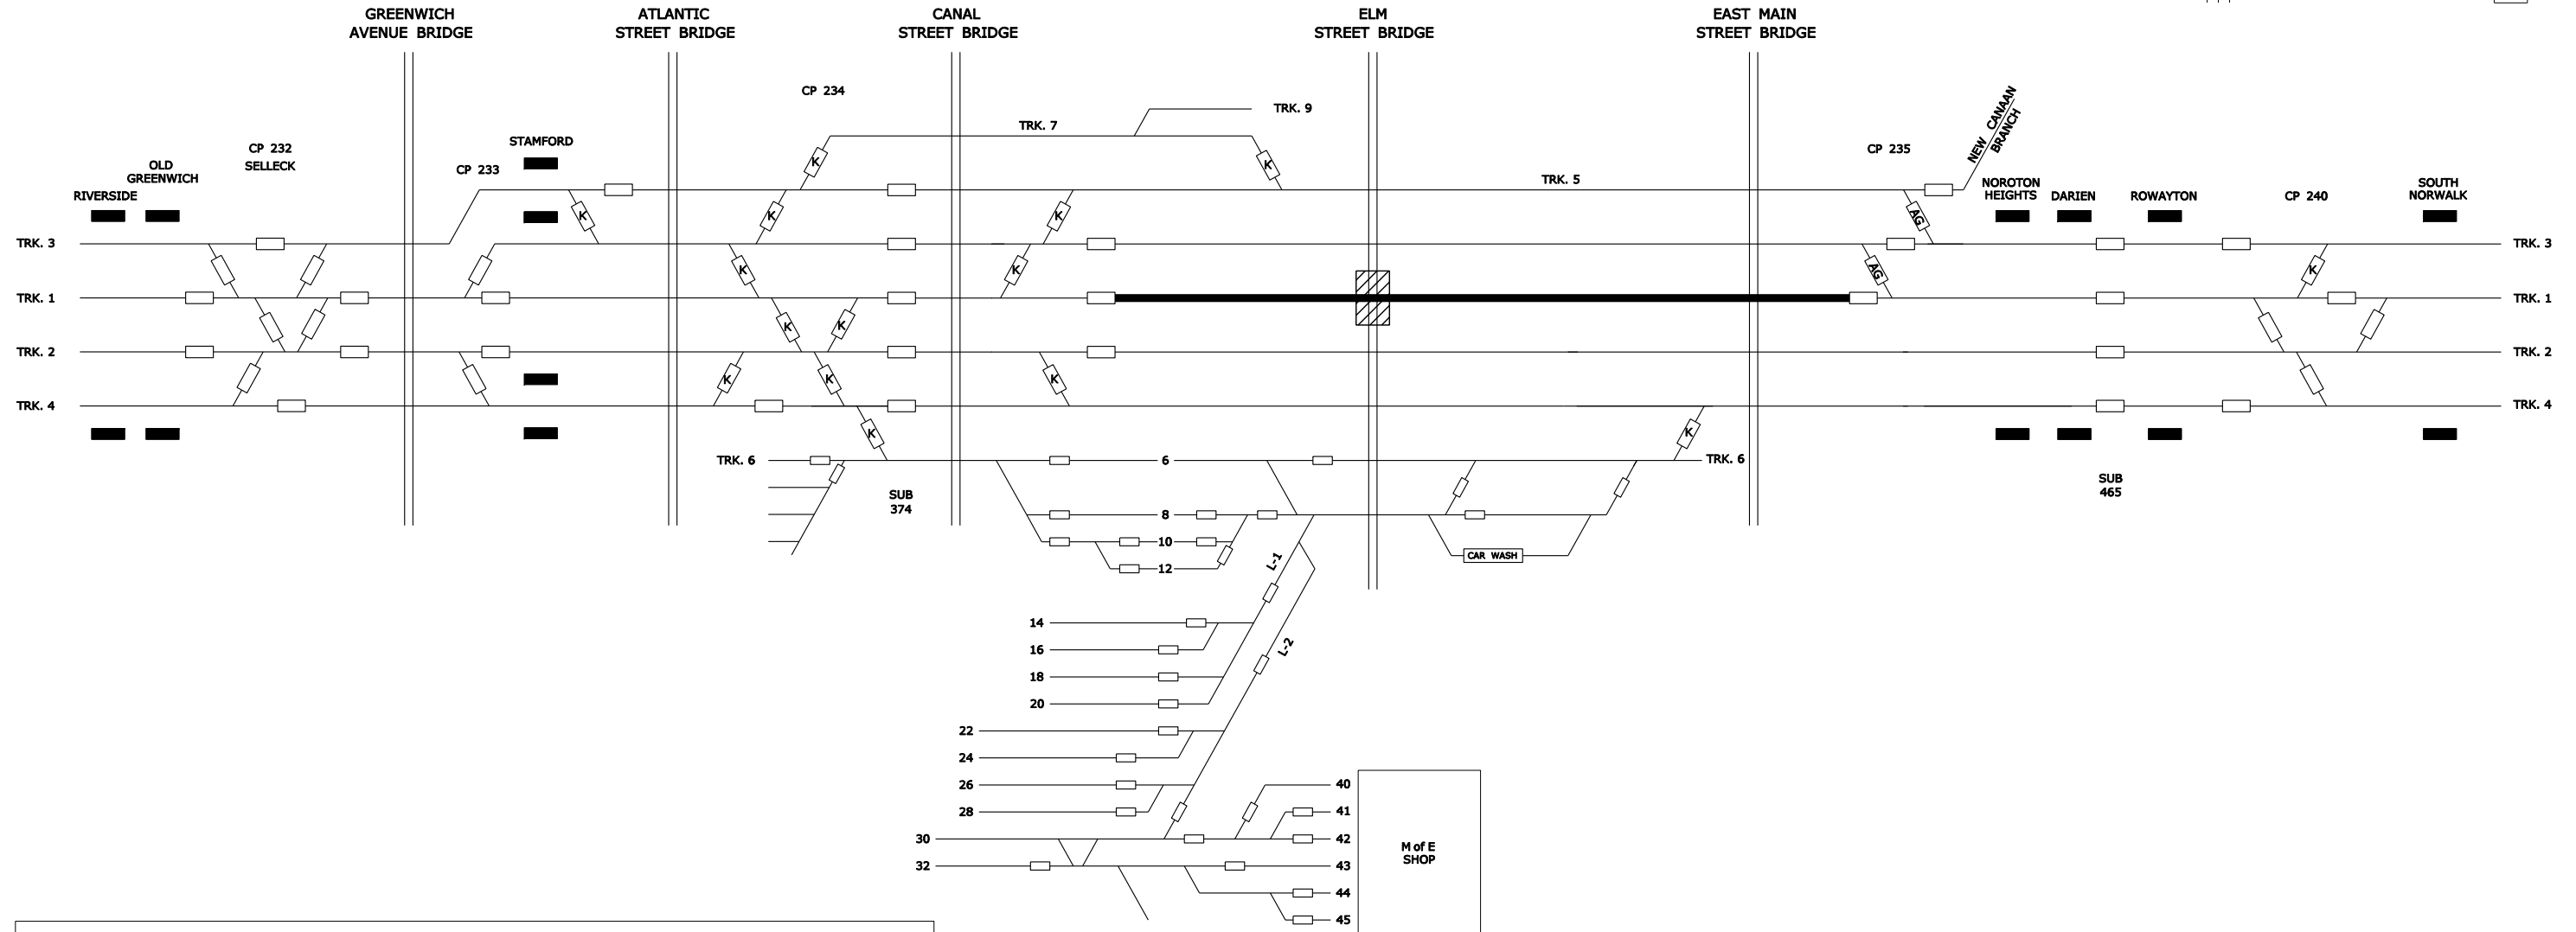 GREENWICH
AVENUE BRIDGE
ATLANTIC
STREET BRIDGE
CANAL
STREET BRIDGE
ELM
STREET BRIDGE
EAST MAIN
STREET BRIDGE
CP 234
TRK. 9
TRK. 7
NEW CANAAN
BRANCH
STAMFORD
CP 232
SELLECK
CP 233
CP 235
OLD
GREENWICH
RIVERSIDE
K
K
TRK. 5
NOROTON
HEIGHTS
DARIEN
ROWAYTON
CP 240
SOUTH
NORWALK
K
K
K
AG
TRK. 3
TRK. 3
K
K
AG
K
TRK. 1
TRK. 1
K
K
TRK. 2
TRK. 2
K
K
K
TRK. 4
TRK. 4
K
K
TRK. 6
6
TRK. 6
SUB
374
SUB
465
8
10
CAR WASH
12
L-1
14
L-2
16
18
20
22
24
26
40
28
41
30
42
M of E
SHOP
32
43
44
45